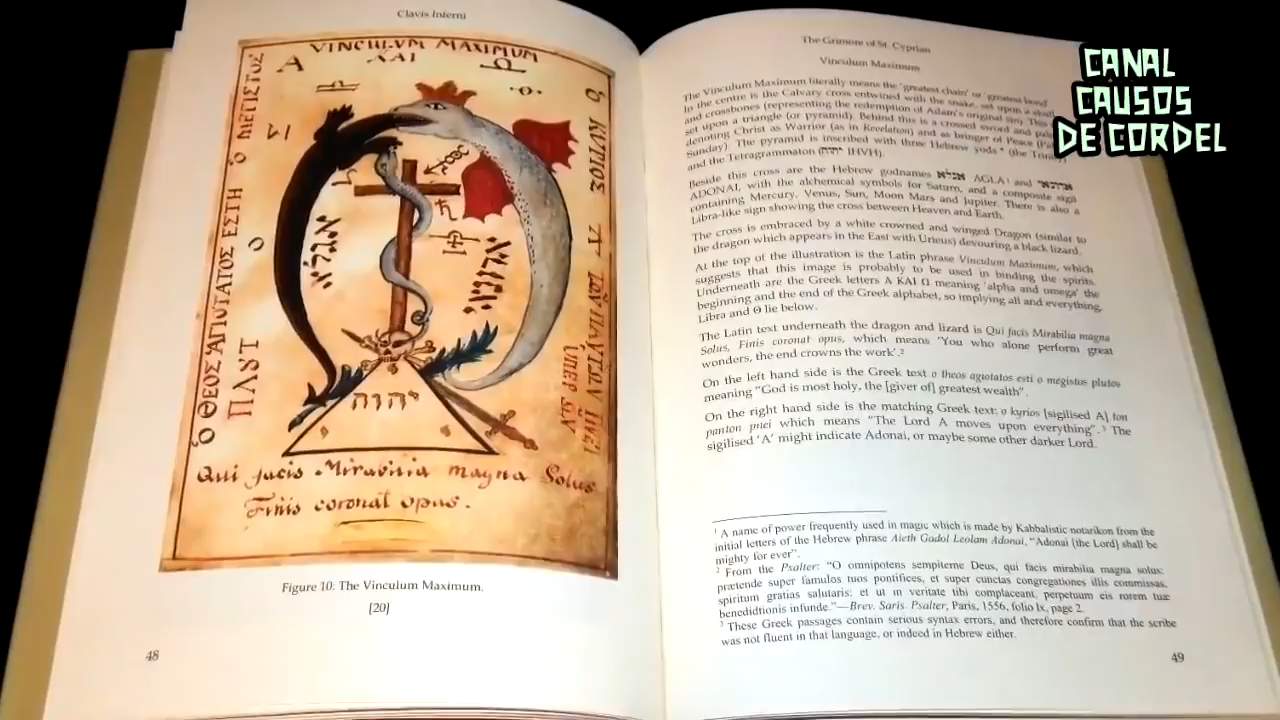 Clavis Interni
VINCULUM MAXIMUM
ΚΑΙ
Qui facis Mirabilia magna Solus
Finis coronat opus.
Figure 10: The Vinculum Maximum.
[20]
48
The Grimoire of St. Cyprian
Vinculum Maximum
The Vinculum Maximum literally means the 'greatest chain' or 'greatest bond'.
In the centre is the Calvary cross entwined with the snake, set upon a skull
and crossbones (representing the redemption of Adam's original sin) This
set upon a triangle (or pyramid). Behind this is a crossed sword and
denoting Christ as Warrior (as in Revelation) and as bringer of Peace
Sunday). The pyramid is inscribed with three Hebrew yods * (the
and the Tetragrammaton (יהוה IHVH).
Beside this cross are the Hebrew godnames אגלא AGLA¹ and
ADONAI, with the alchemical symbols for Saturn, and a composite sigil
containing Mercury, Venus, Sun, Moon Mars and Jupiter. There is also a
Libra-like sign showing the cross between Heaven and Earth.
The cross is embraced by a white crowned and winged Dragon (similar to
the dragon which appears in the East with Urieus) devouring a black lizard.
At the top of the illustration is the Latin phrase Vinculum Maximum, which
suggests that this image is probably to be used in binding the spirits.
Underneath are the Greek letters A KAI Ω meaning 'alpha and omega' the
beginning and the end of the Greek alphabet, so implying all and everything,
Libra and Θ lie below.
The Latin text underneath the dragon and lizard is Qui facis Mirabilia magna
Solus, Finis coronat opus, which means 'You who alone perform great
wonders, the end crowns the work'.²
On the left hand side is the Greek text o theos agiotatos esti o megistos plutos
meaning "God is most holy, the [giver of] greatest wealth".
On the right hand side is the matching Greek text: o kyrios [sigilised A] ton
panton pnei which means "The Lord A moves upon everything".³ The
sigilised 'A' might indicate Adonai, or maybe some other darker Lord.
¹ A name of power frequently used in magic which is made by Kabbalistic notarikon from the
initial letters of the Hebrew phrase Aieth Gadol Leolam Adonai, "Adonai [the Lord] shall be
mighty for ever".
² From the Psalter: "O omnipotens sempiterne Deus, qui facis mirabilia magna solus:
prætende super famulos tuos pontifices, et super cunctas congregationes illis commissas,
spiritum gratias salutaris: et ut in veritate tibi complaceant, perpetuum eis rorem tuæ
benedidtionis infunde."—Brev. Saris. Psalter, Paris, 1556, folio lx, page 2.
³ These Greek passages contain serious syntax errors, and therefore confirm that the scribe
was not fluent in that language, or indeed in Hebrew either.
49
CANAL
CAUSOS
DE CORDEL